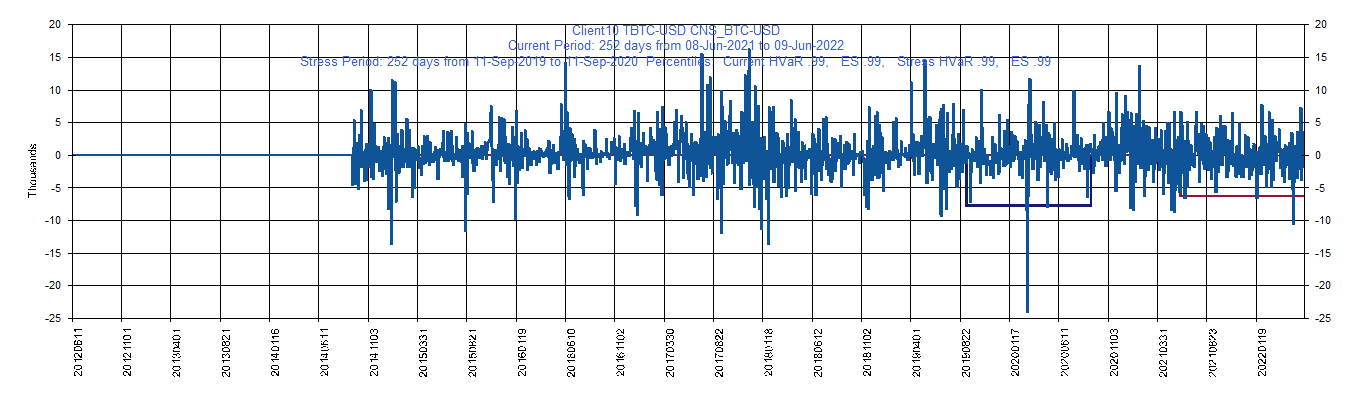 Client10 TBTC-USD CNS_BTC-USD
Current Period: 252 days from 08-Jun-2021 to 09-Jun-2022
Stress Period: 252 days from 11-Sep-2019 to 11-Sep-2020 Percentiles: Current HVaR .99, ES .99, Stress HVaR .99, ES .99
20 20
15 15
10 10
5 5
0 0
-5 -5
-10 -10
-15 -15
-20 -20
-25 -25
Thousands
20120611 20121101 20130401 20130821 20140116 20140611 20141103 20150331 20150821 20160119 20160610 20161102 20170330 20170822 20180118 20180612 20181102 20190401 20190822 20200117 20200611 20201103 20210331 20210823 20220119